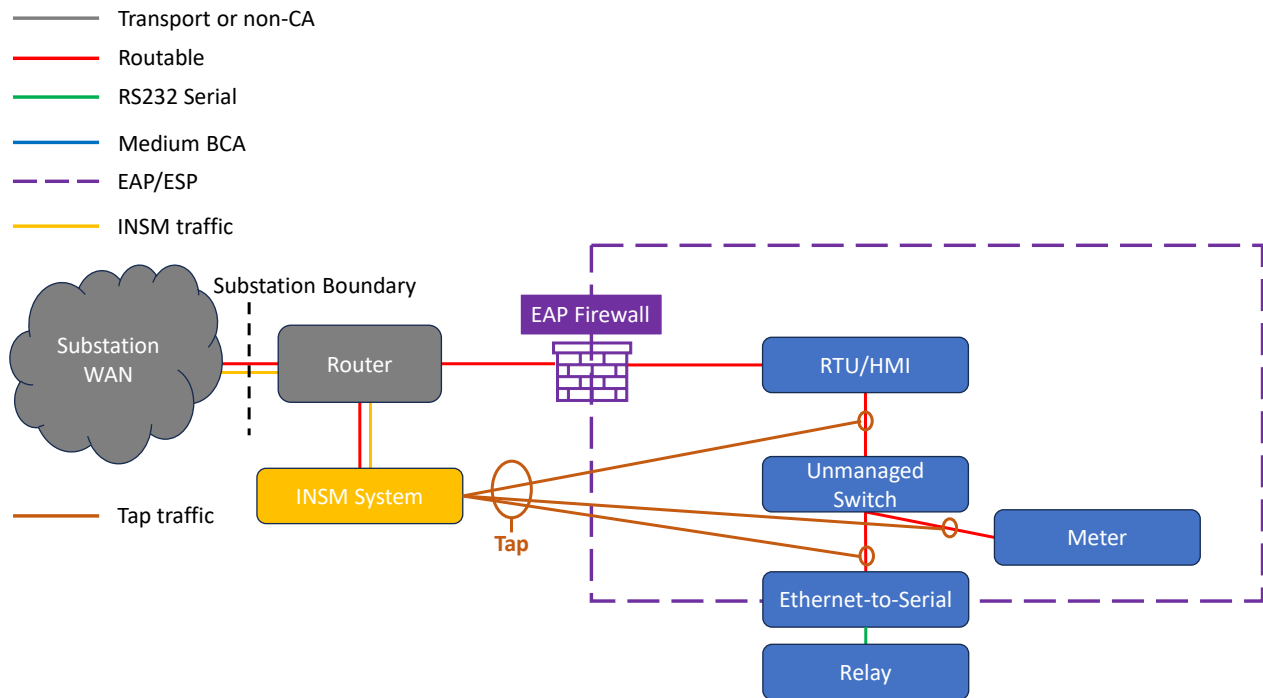 Transport or non-CA
Routable
RS232 Serial
Medium BCA
EAP/ESP
INSM traffic
Substation Boundary
EAP Firewall
Substation
WAN
Router
RTU/HMI
INSM System
Unmanaged
Switch
Tap traffic
Tap
Meter
Ethernet-to-Serial
Relay